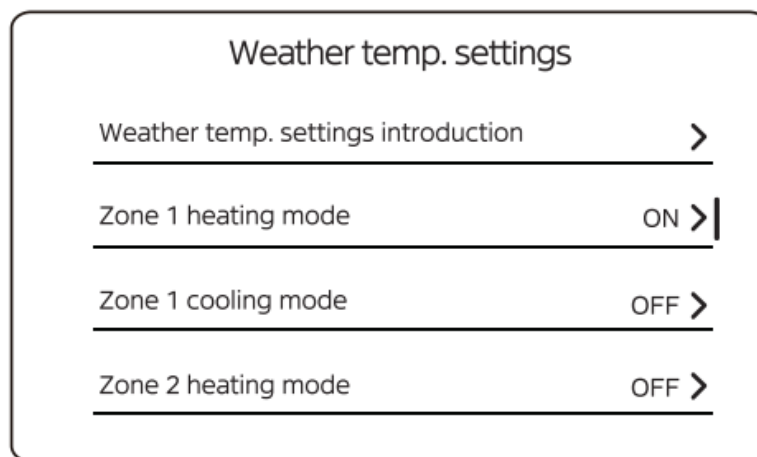 Weather temp. settings
Weather temp. settings introduction
Zone 1 heating mode ON
Zone 1 cooling mode OFF
Zone 2 heating mode OFF